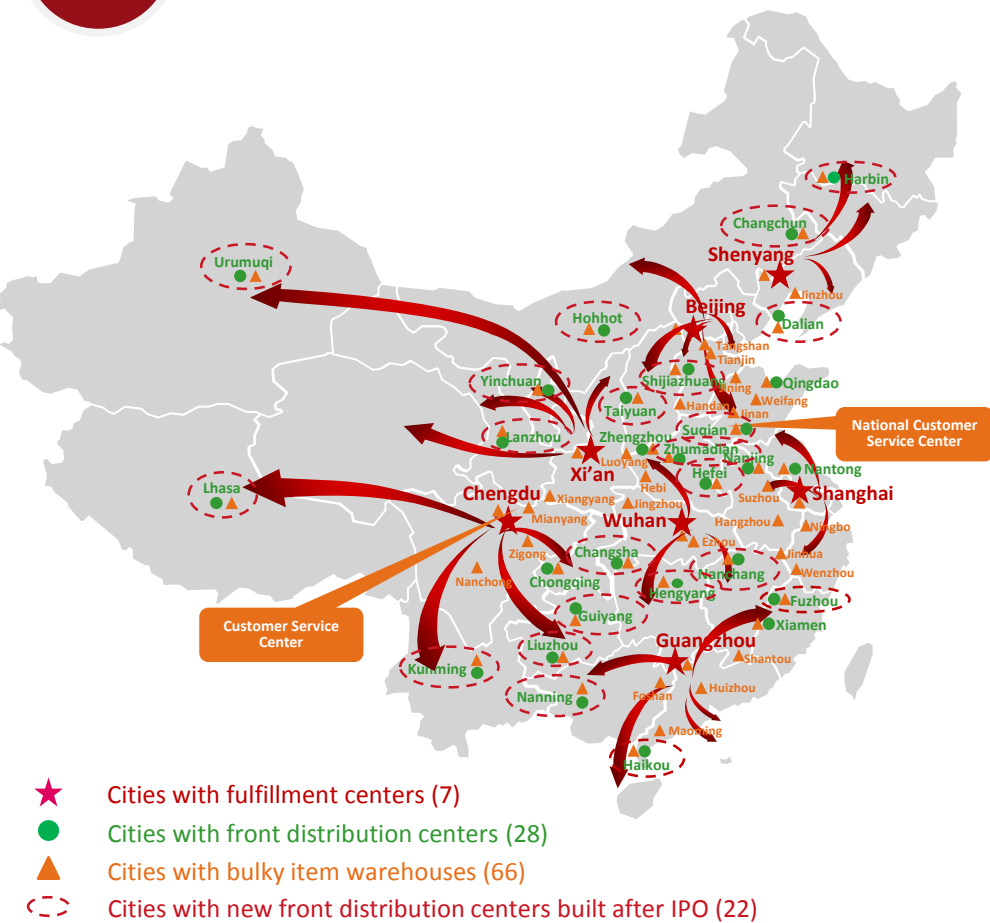 Harbin
Changchun
Shenyang
Urumqi
Jinzhou
Beijing
Hohhot
Dalian
Tangshan
Tianjin
Yinchuan
Shijiazhuang
Jining
Qingdao
Taiyuan
Handan
Weifang
Jinan
Lanzhou
Zhengzhou
Suqian
National Customer
Service Center
Luoyang
Zhumadian
Nanjing
Nantong
Xi'an
Hefei
Lhasa
Chengdu
Xiangyang
Hebi
Suzhou
Shanghai
Mianyang
Jingzhou
Wuhan
Hangzhou
Ningbo
Zigong
Changsha
Ezhou
Jinhua
Nanchong
Chongqing
Nanchang
Wenzhou
Hengyang
Fuzhou
Customer Service
Center
Guiyang
Xiamen
Liuzhou
Guangzhou
Shantou
Kunming
Nanning
Foshan
Huizhou
Maoming
Haikou
Cities with fulfillment centers (7)
Cities with front distribution centers (28)
Cities with bulky item warehouses (66)
Cities with new front distribution centers built after IPO (22)